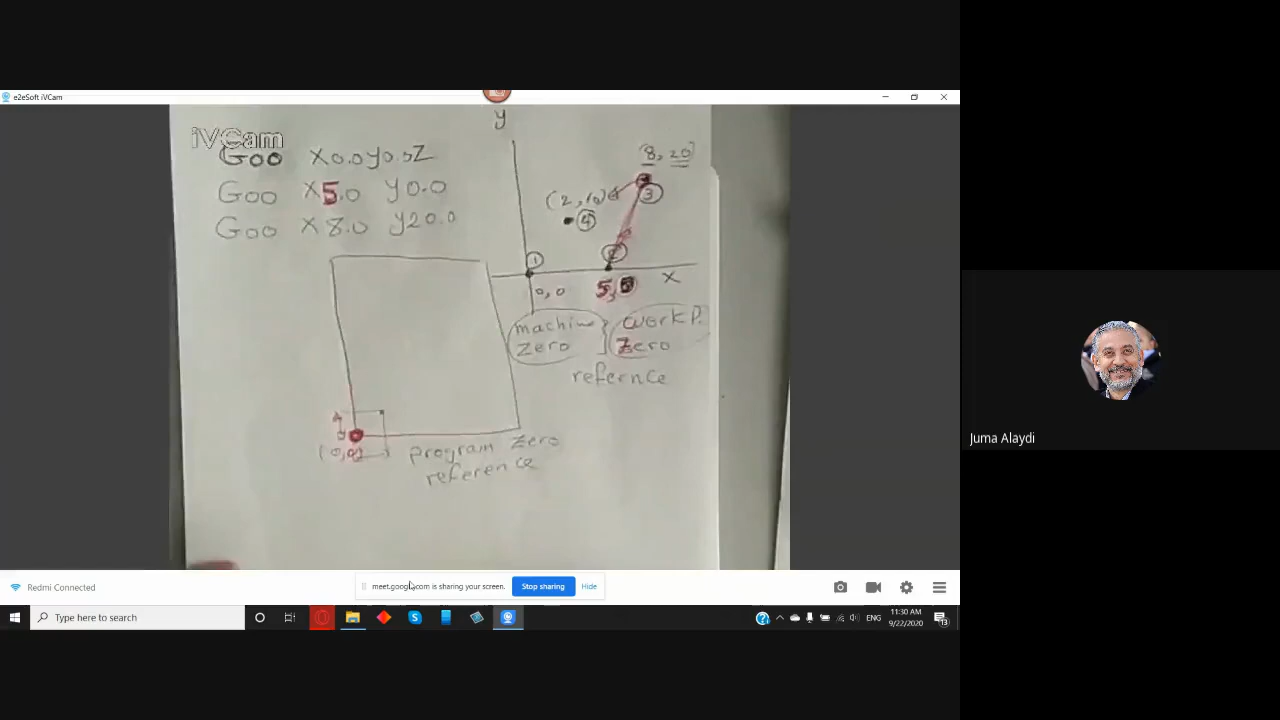 e2eSoft iVCam
iVCam
G00 X0.0 y0.0Z
G00 X5.0 y0.0
G00 X8.0 y20.0
y
(8, 20)
(2, 10)
4
3
2
1
0,0
5,
X
machine
zero
work P.
Zero
refernce
(0,0)
program zero
reference
Juma Alaydi
Redmi Connected
meet.google.com is sharing your screen.
Stop sharing
Hide
Type here to search
ENG
11:30 AM
9/22/2020
13